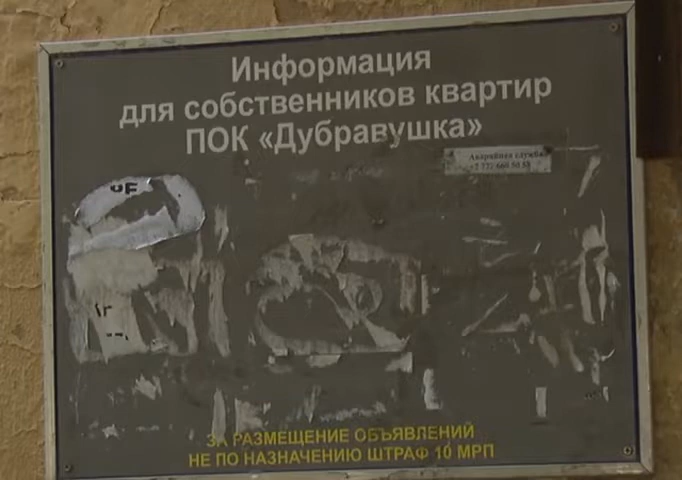 Информация
для собственников квартир
ПОК «Дубравушка»
Аварийная служба
ЗА РАЗМЕЩЕНИЕ ОБЪЯВЛЕНИЙ
НЕ ПО НАЗНАЧЕНИЮ ШТРАФ 10 МРП